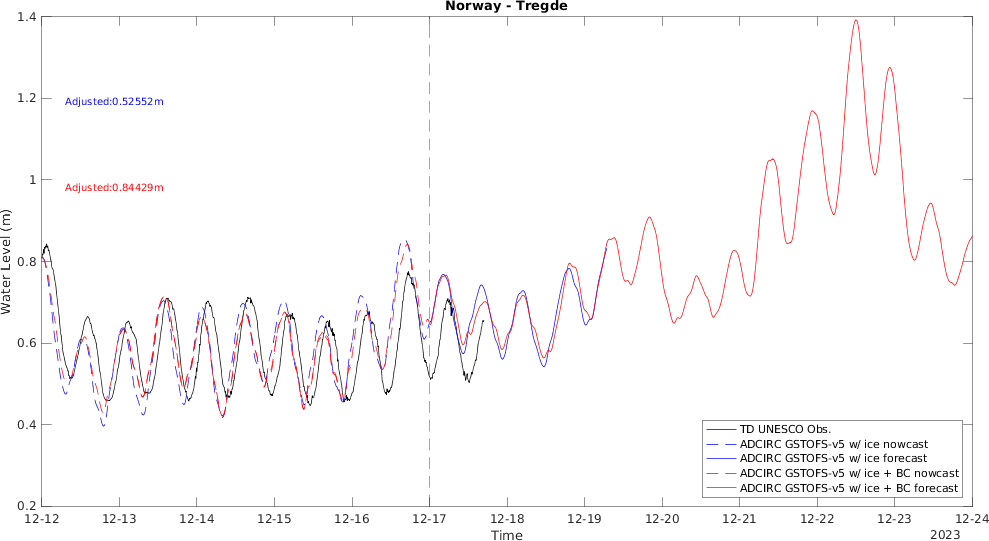 Norway - Tregde
1.4
1.2
1
0.8
0.6
0.4
0.2
Water Level (m)
Adjusted:0.52552m
Adjusted:0.84429m
TD UNESCO Obs.
ADCIRC GSTOFS-v5 w/ ice nowcast
ADCIRC GSTOFS-v5 w/ ice forecast
ADCIRC GSTOFS-v5 w/ ice + BC nowcast
ADCIRC GSTOFS-v5 w/ ice + BC forecast
12-12 12-13 12-14 12-15 12-16 12-17 12-18 12-19 12-20 12-21 12-22 12-23 12-24
Time
2023